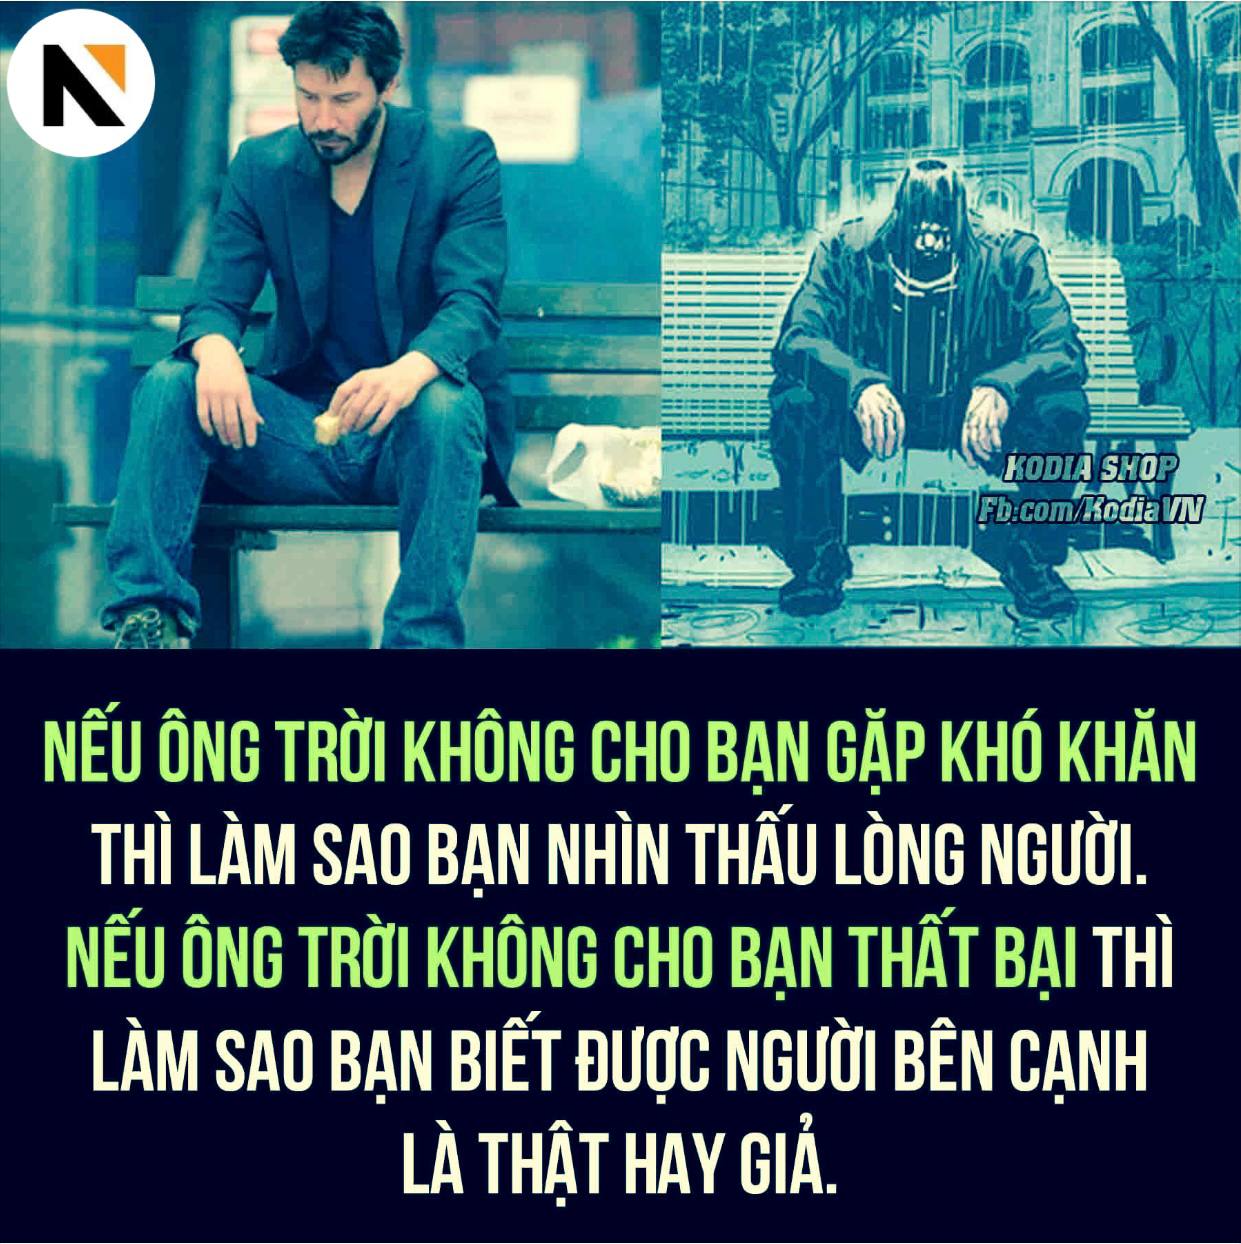 N
KODIA SHOP
Fb.com/KodiaVN
NẾU ÔNG TRỜI KHÔNG CHO BẠN GẶP KHÓ KHĂN
THÌ LÀM SAO BẠN NHÌN THẤU LÒNG NGƯỜI.
NẾU ÔNG TRỜI KHÔNG CHO BẠN THẤT BẠI THÌ
LÀM SAO BẠN BIẾT ĐƯỢC NGƯỜI BÊN CẠNH
LÀ THẬT HAY GIẢ.